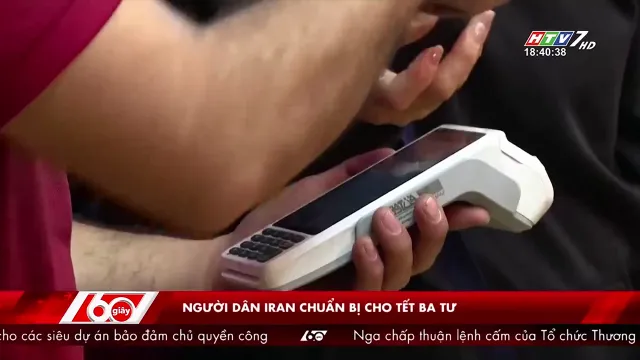 HTV7 HD
18:40:38
60 giây
NGƯỜI DÂN IRAN CHUẨN BỊ CHO TẾT BA TƯ
cho các siêu dự án bảo đảm chủ quyền công 60 Nga chấp thuận lệnh cấm của Tổ chức Thương